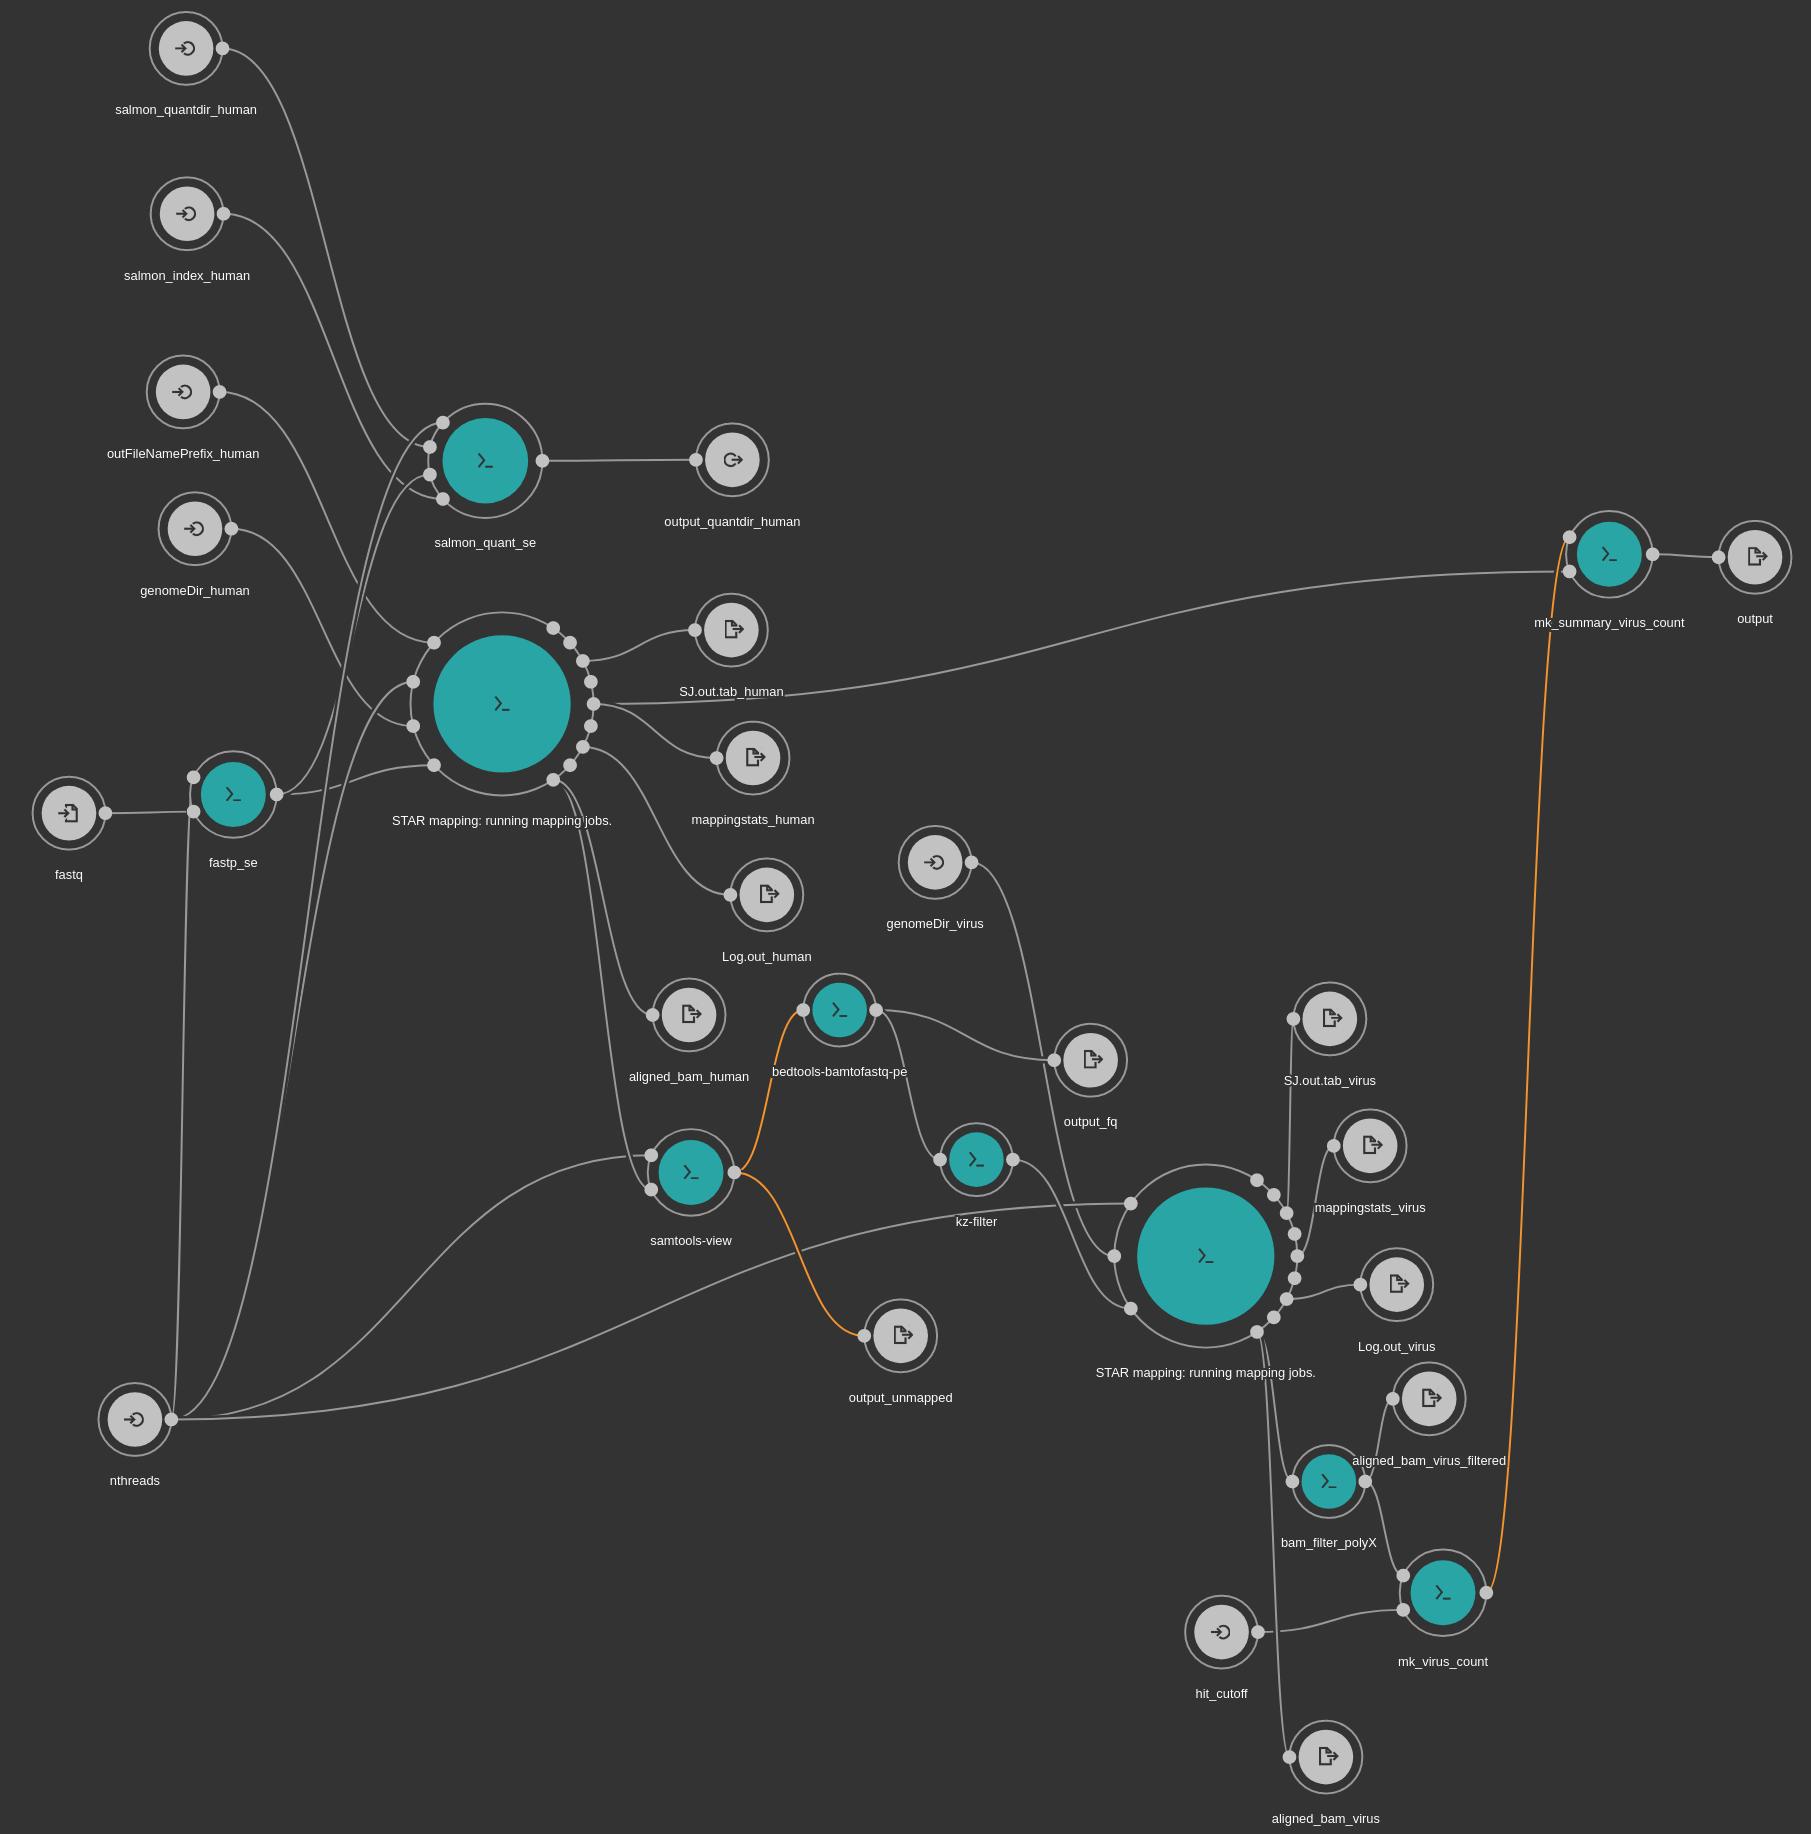 salmon_quantdir_human
salmon_index_human
outFileNamePrefix_human
genomeDir_human
salmon_quant_se
output_quantdir_human
mk_summary_virus_count
output
SJ.out.tab_human
STAR mapping: running mapping jobs.
mappingstats_human
fastq
fastp_se
Log.out_human
genomeDir_virus
aligned_bam_human
bedtools-bamtofastq-pe
output_fq
SJ.out.tab_virus
samtools-view
kz-filter
mappingstats_virus
output_unmapped
STAR mapping: running mapping jobs.
Log.out_virus
nthreads
aligned_bam_virus_filtered
bam_filter_polyX
hit_cutoff
mk_virus_count
aligned_bam_virus